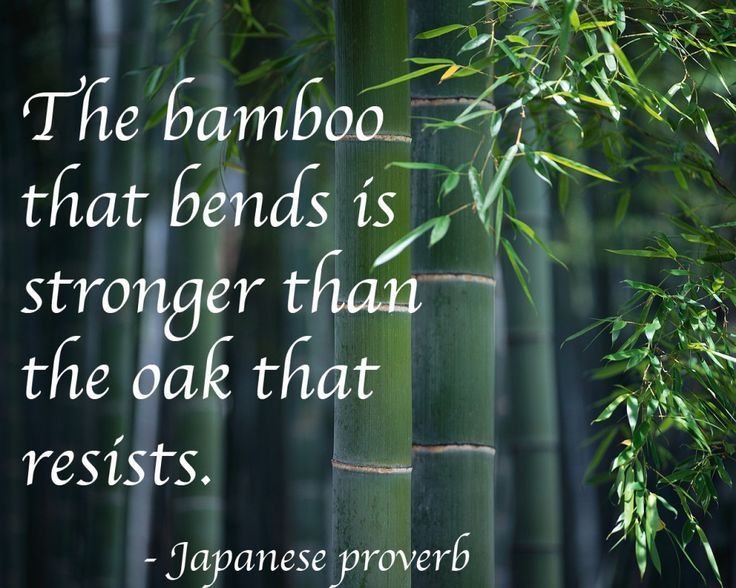 The bamboo
that bends is
stronger than
the oak that
resists.
- Japanese proverb